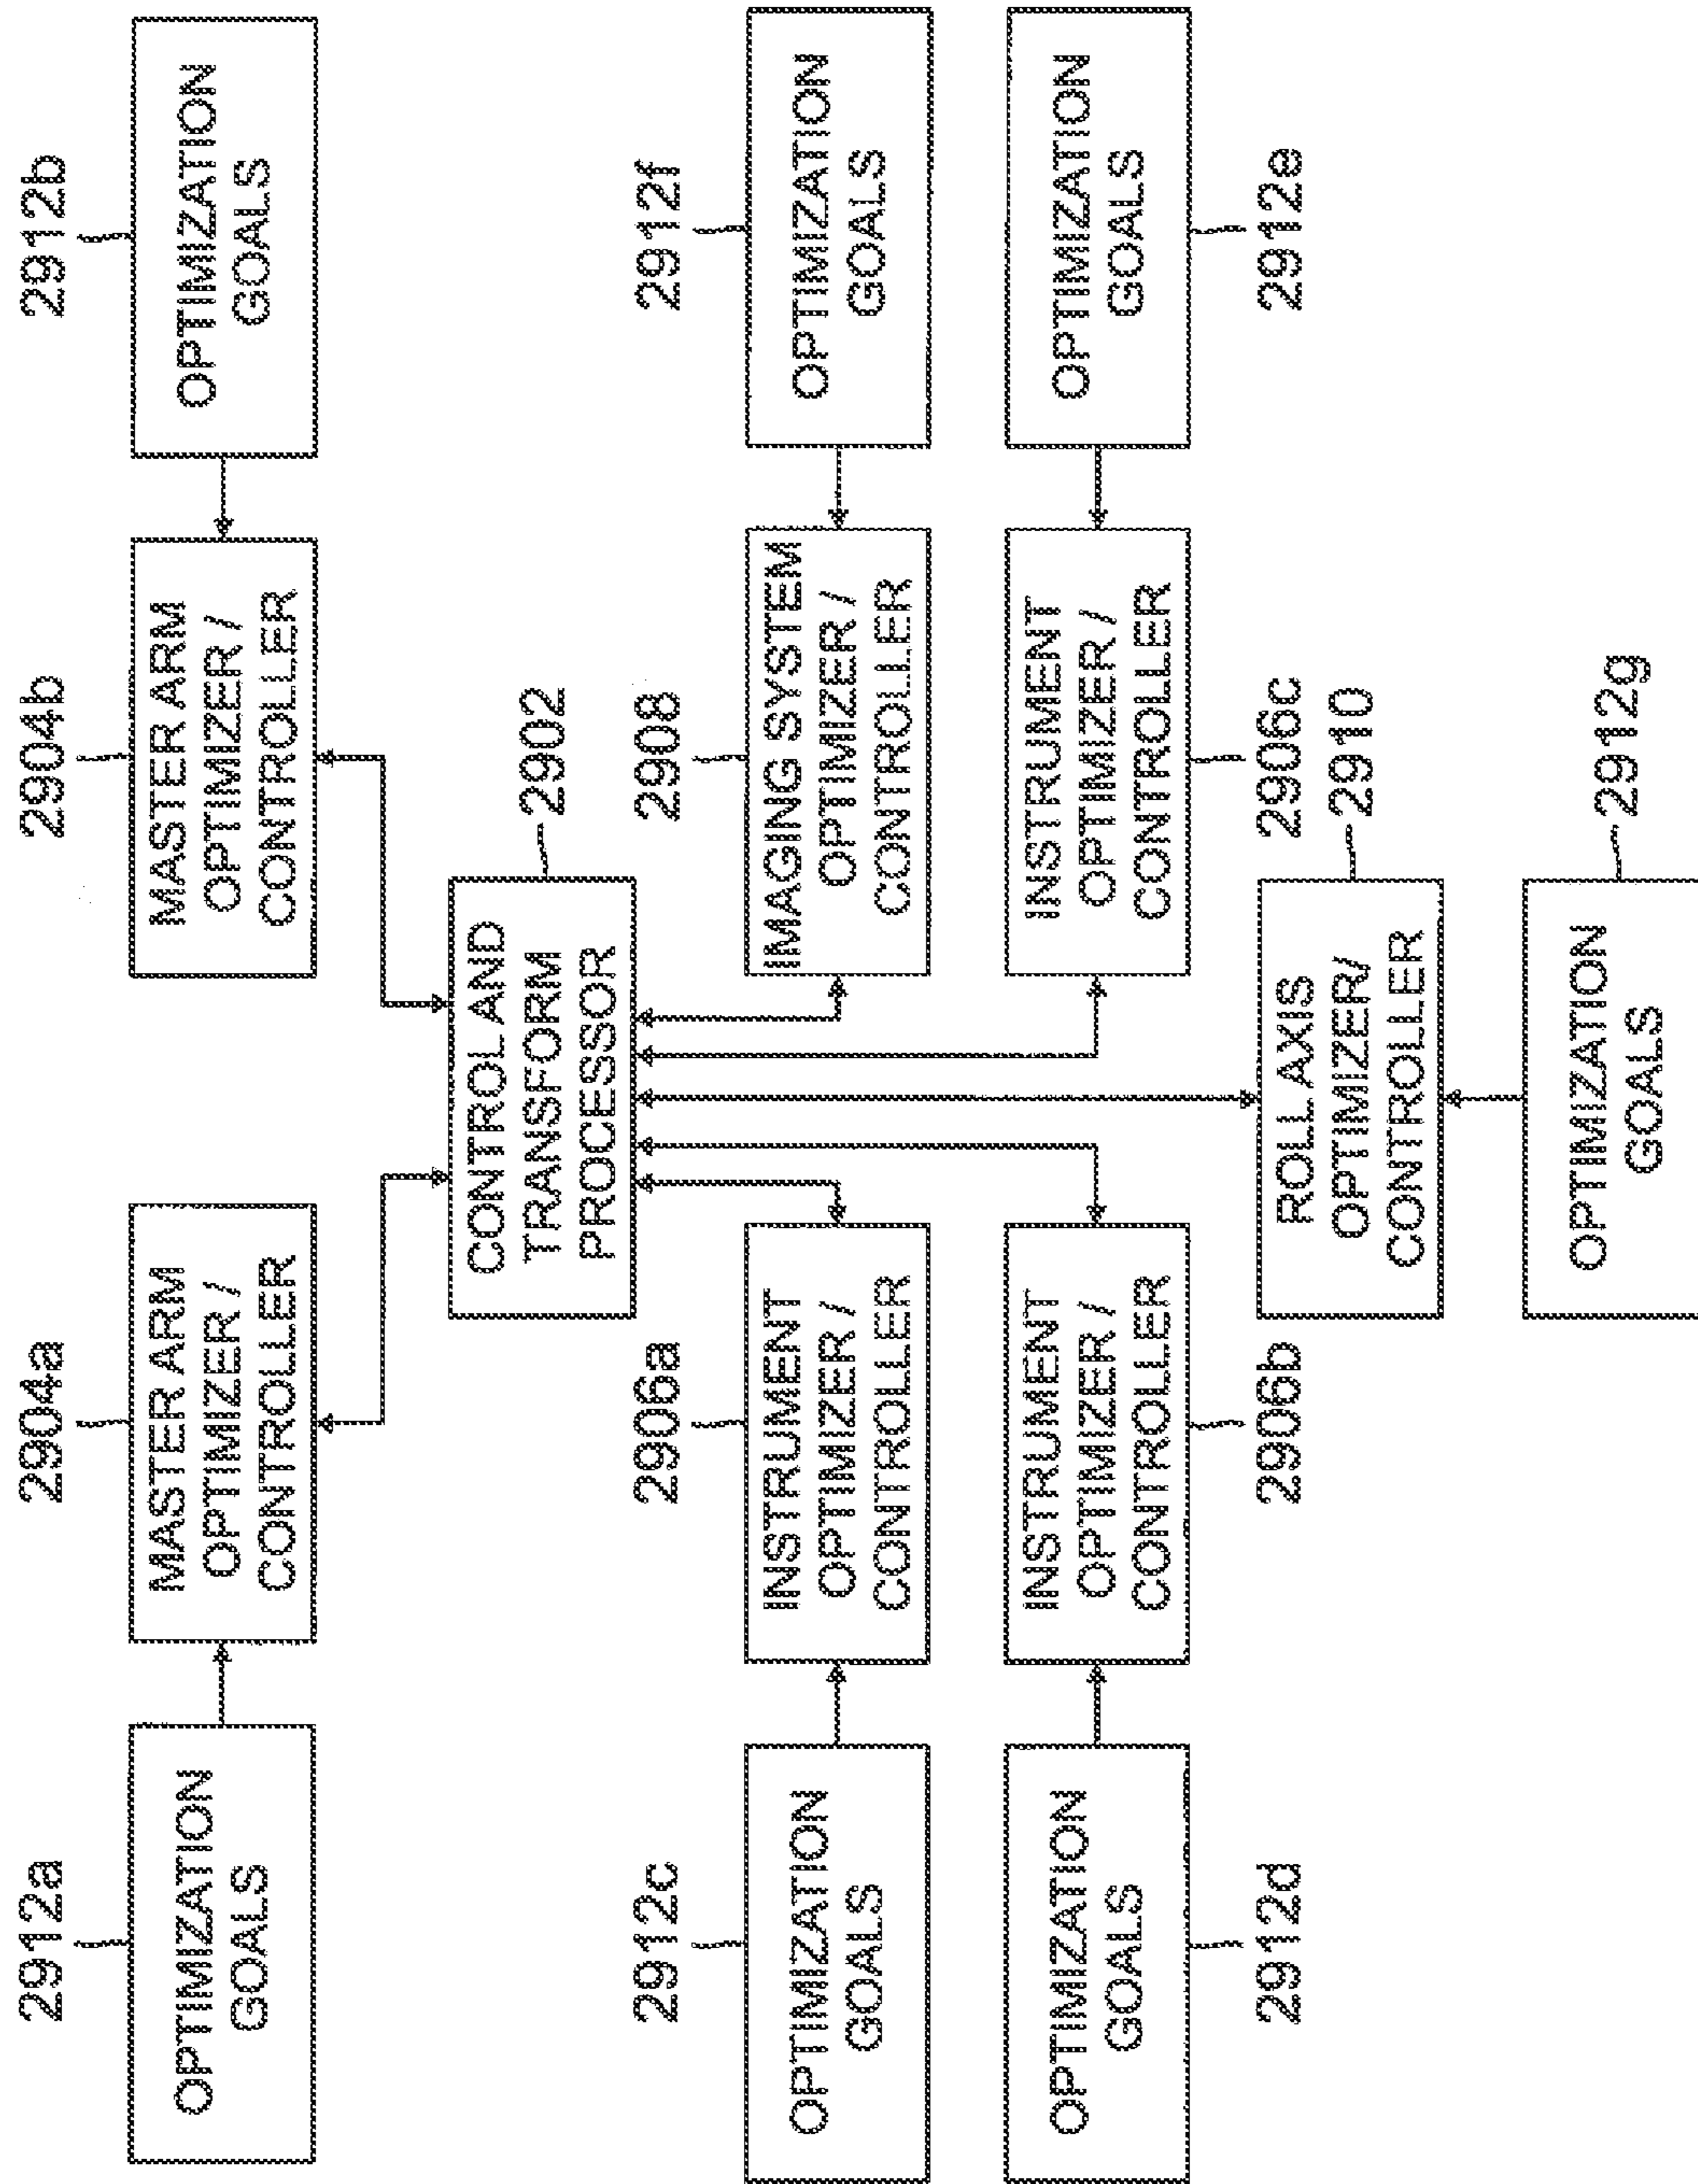 2912a
OPTIMIZATION
GOALS
2904a
MASTER ARM
OPTIMIZER /
CONTROLLER
2904b
MASTER ARM
OPTIMIZER /
CONTROLLER
2912b
OPTIMIZATION
GOALS
CONTROL AND
TRANSFORM
PROCESSOR
2902
2912c
OPTIMIZATION
GOALS
2906a
INSTRUMENT
OPTIMIZER /
CONTROLLER
2908
IMAGING SYSTEM
OPTIMIZER /
CONTROLLER
2912f
OPTIMIZATION
GOALS
OPTIMIZATION
GOALS
2912d
INSTRUMENT
OPTIMIZER /
CONTROLLER
2906b
INSTRUMENT
OPTIMIZER /
CONTROLLER
2906c
OPTIMIZATION
GOALS
2912e
ROLL AXIS
OPTIMIZER/
CONTROLLER
2910
OPTIMIZATION
GOALS
2912g